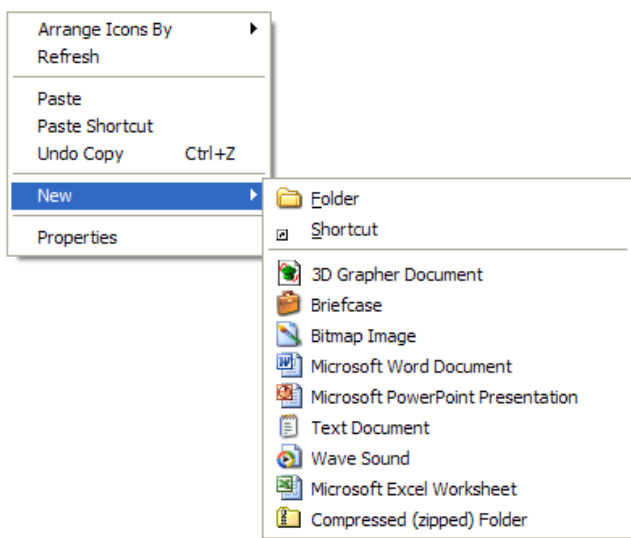 Arrange Icons By
Refresh
Paste
Paste Shortcut
Undo Copy Ctrl+Z
New
Properties
Folder
Shortcut
3D Grapher Document
Briefcase
Bitmap Image
Microsoft Word Document
Microsoft PowerPoint Presentation
Text Document
Wave Sound
Microsoft Excel Worksheet
Compressed (zipped) Folder